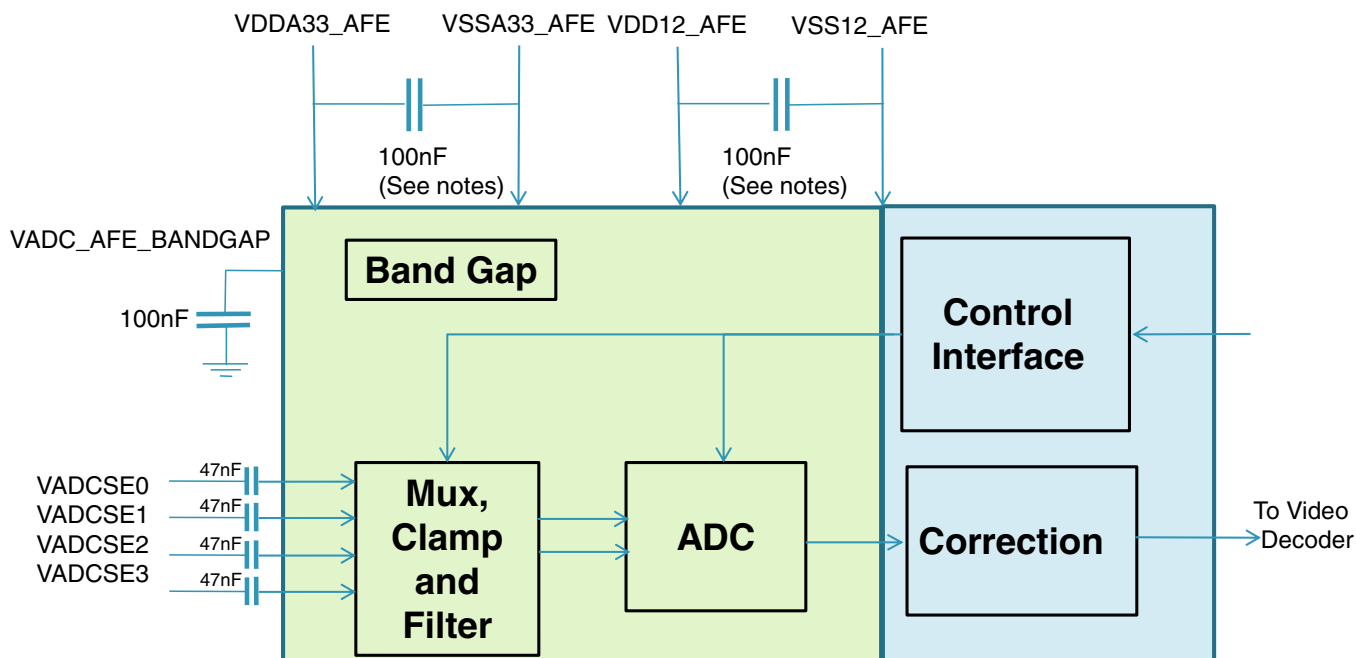 VDDA33_AFE
VSSA33_AFE
VDD12_AFE
VSS12_AFE
100nF
(See notes)
100nF
(See notes)
VADC_AFE_BANDGAP
Band Gap
100nF
Control
Interface
VADCSE0
VADCSE1
VADCSE2
VADCSE3
47nF
47nF
47nF
47nF
Mux,
Clamp
and
Filter
ADC
Correction
To Video
Decoder